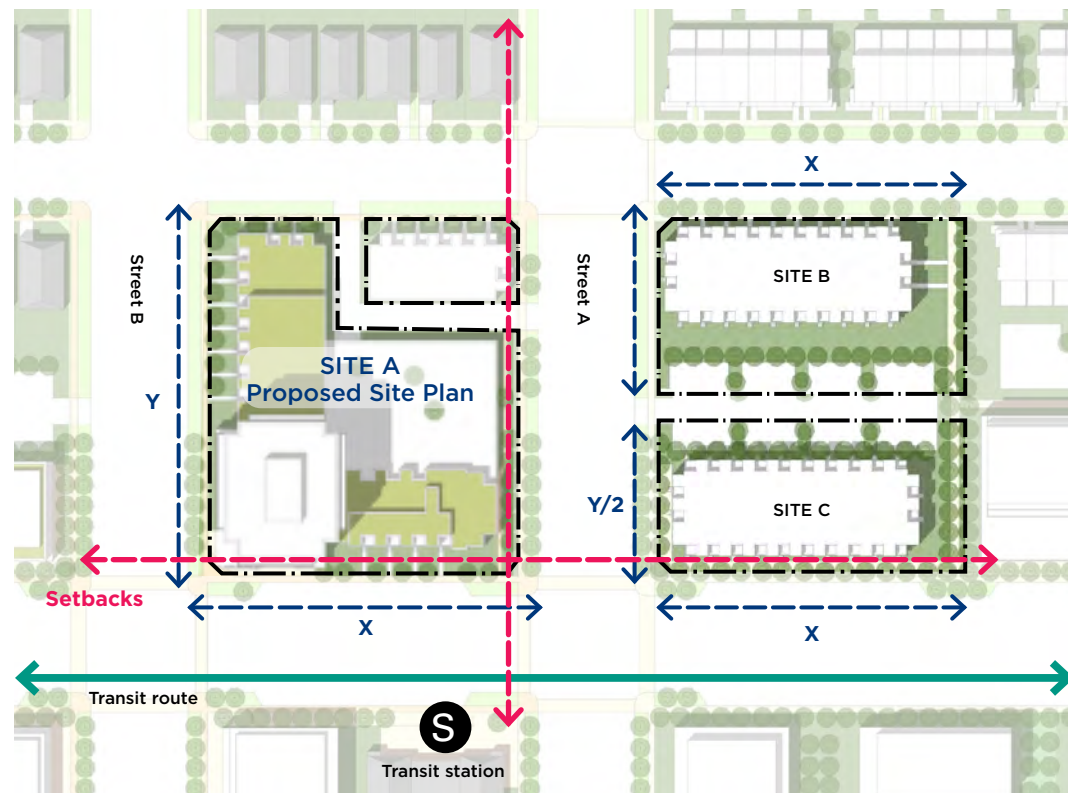 X
Street B
Street A
SITE B
SITE A
Proposed Site Plan
Y
Y/2
SITE C
Setbacks
X
X
Transit route
S
Transit station